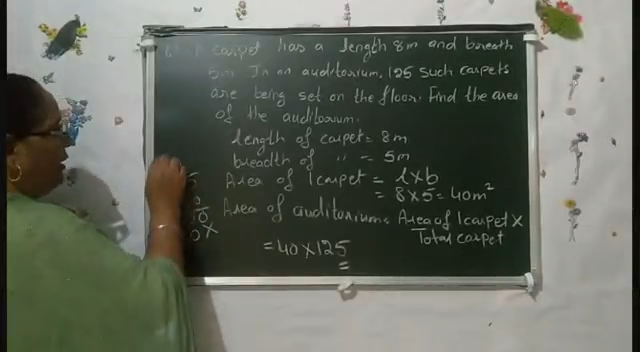 A carpet has a length 8m and breath
5m. In an auditorium, 125 such carpets
are being set on the floor. Find the area
of the auditorium.
length of carpet = 8m
breadth of " = 5m
Area of 1 carpet = l×b
= 8×5 = 40m²
Area of auditorium = Area of 1 carpet ×
Total carpet
= 40×125
=